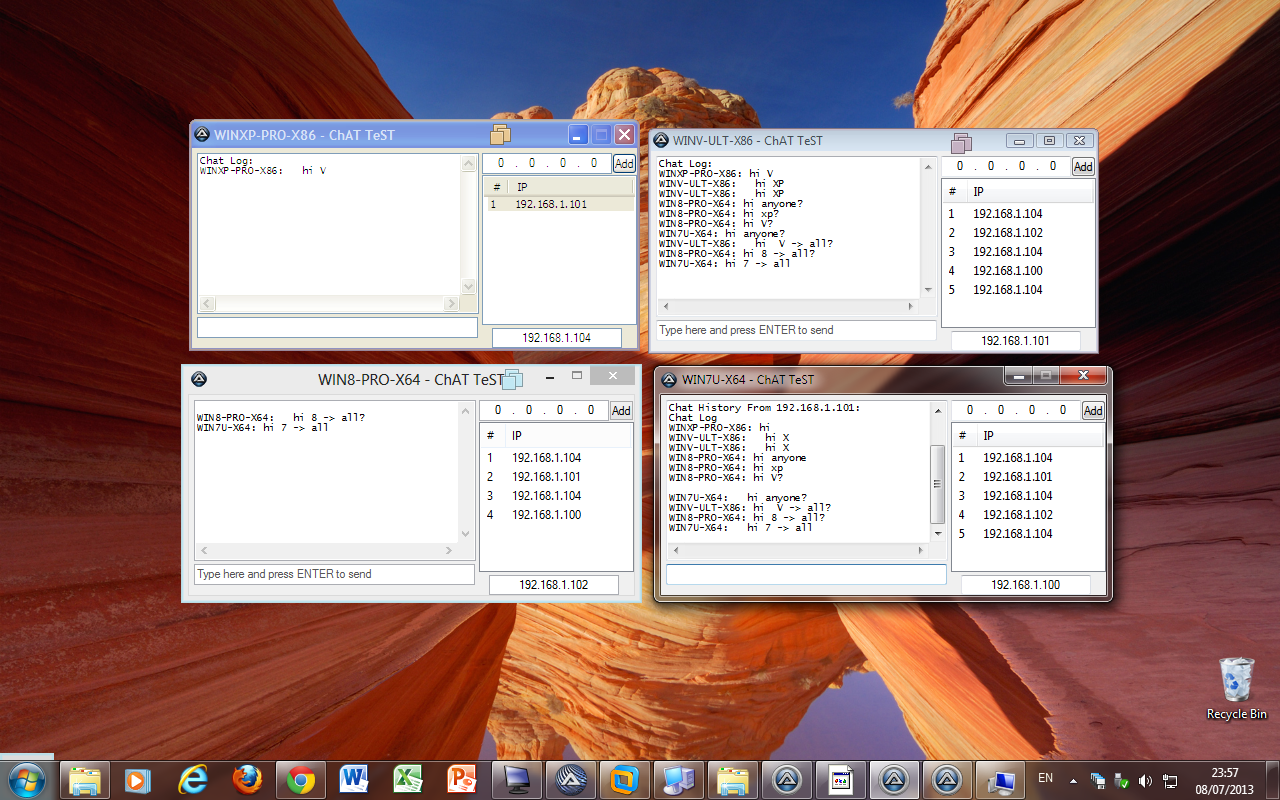 WINXP-PRO-X86 - ChAT TeST
Chat Log:
WINXP-PRO-X86:   hi V
0 . 0 . 0 . 0 Add
# IP
1 192.168.1.101
192.168.1.104
WINV-ULT-X86 - ChAT TeST
Chat Log:
WINXP-PRO-X86: hi V
WINV-ULT-X86:   hi XP
WINV-ULT-X86:   hi XP
WIN8-PRO-X64: hi anyone?
WIN8-PRO-X64: hi xp?
WIN8-PRO-X64: hi V?
WIN7U-X64: hi anyone?
WINV-ULT-X86:   hi  V -> all?
WIN8-PRO-X64: hi 8 -> all?
WIN7U-X64: hi 7 -> all
Type here and press ENTER to send
0 . 0 . 0 . 0 Add
# IP
1 192.168.1.104
2 192.168.1.102
3 192.168.1.104
4 192.168.1.100
5 192.168.1.104
192.168.1.101
WIN8-PRO-X64 - ChAT TeST
WIN8-PRO-X64:   hi 8 -> all?
WIN7U-X64: hi 7 -> all
Type here and press ENTER to send
0 . 0 . 0 . 0 Add
# IP
1 192.168.1.104
2 192.168.1.101
3 192.168.1.104
4 192.168.1.100
192.168.1.102
WIN7U-X64 - ChAT TeST
Chat History From 192.168.1.101:
Chat Log
WINXP-PRO-X86: hi
WINV-ULT-X86:   hi X
WINV-ULT-X86:   hi X
WIN8-PRO-X64: hi anyone
WIN8-PRO-X64: hi xp
WIN8-PRO-X64: hi V?
WIN7U-X64:   hi anyone?
WINV-ULT-X86: hi  V -> all?
WIN8-PRO-X64: hi 8 -> all?
WIN7U-X64:   hi 7 -> all
0 . 0 . 0 . 0 Add
# IP
1 192.168.1.104
2 192.168.1.101
3 192.168.1.104
4 192.168.1.102
5 192.168.1.104
192.168.1.100
Recycle Bin
EN
23:57
08/07/2013